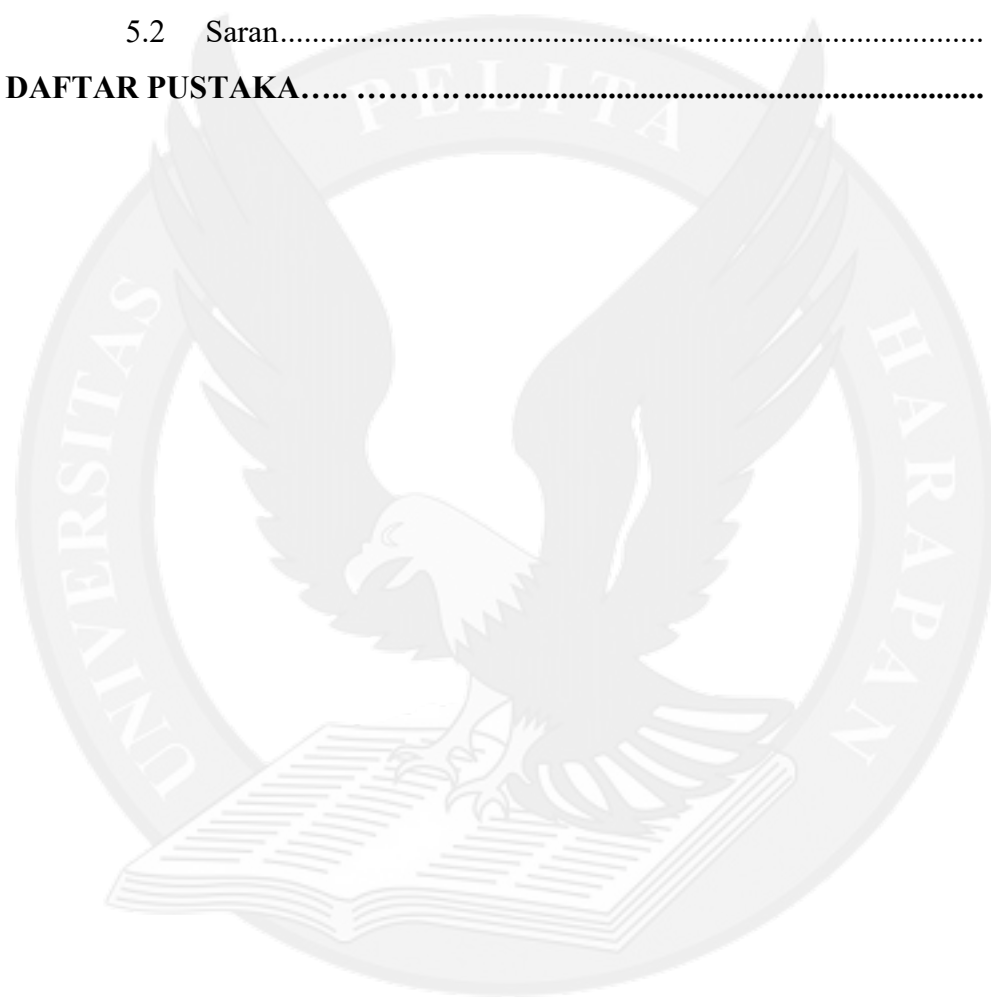 5.2 Saran..........................................................................
DAFTAR PUSTAKA….. ………..............................................................
UNIVERSITAS PELITA HARAPAN